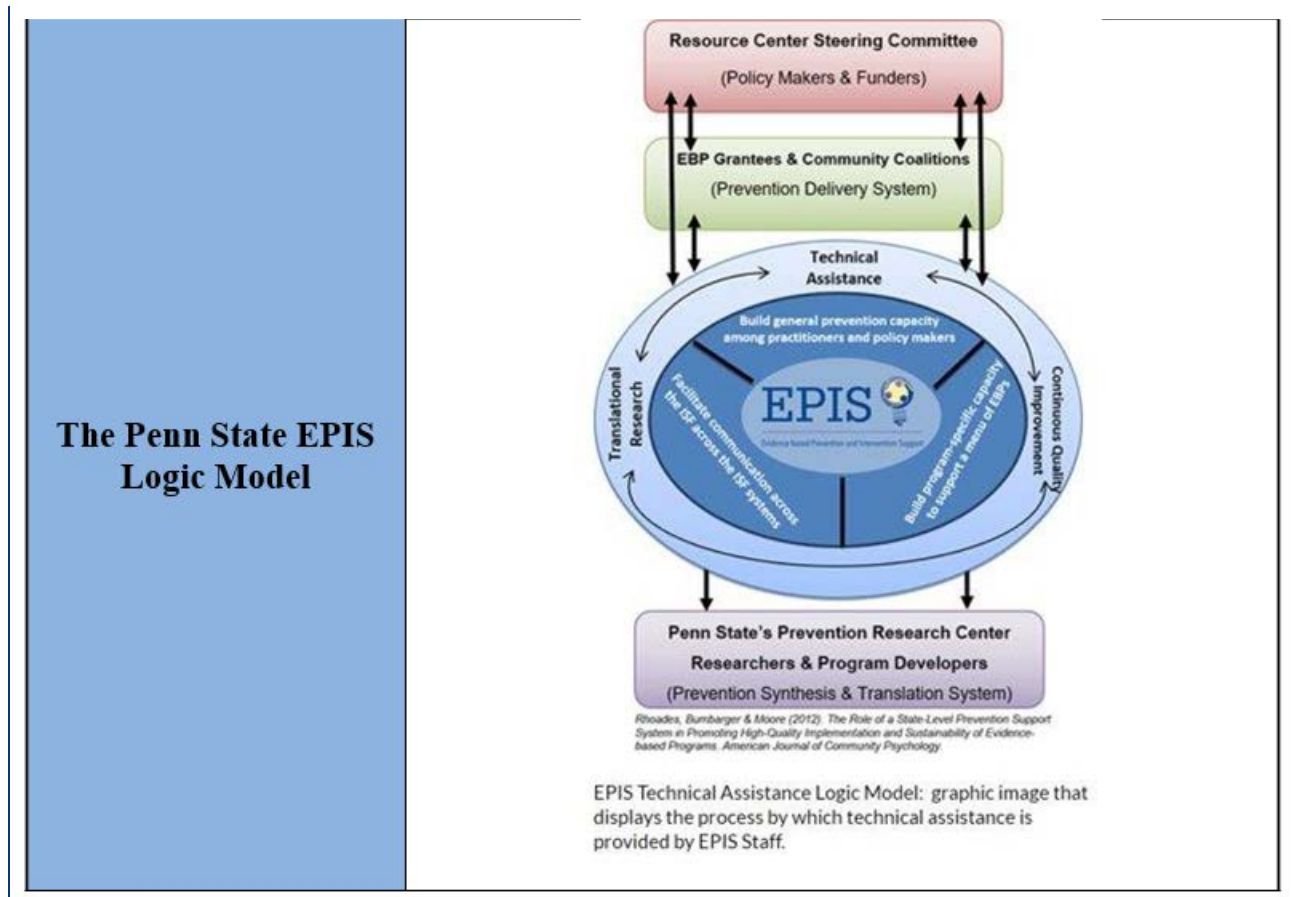 The Penn State EPIS
Logic Model
Resource Center Steering Committee
(Policy Makers & Funders)
EBP Grantees & Community Coalitions
(Prevention Delivery System)
Technical
Assistance
Translational
Research
Continuous Quality
Improvement
Build general prevention capacity
among practitioners and policy makers
Facilitate communication across
the ISF across the ISF systems
Build program-specific capacity
to support a menu of EBPs
EPIS
Evidence-based Prevention and Intervention Support
Penn State's Prevention Research Center
Researchers & Program Developers
(Prevention Synthesis & Translation System)
Rhoades, Bumbarger & Moore (2012). The Role of a State-Level Prevention Support
System in Promoting High-Quality Implementation and Sustainability of Evidence-
based Programs. American Journal of Community Psychology.
EPIS Technical Assistance Logic Model:  graphic image that
displays the process by which technical assistance is
provided by EPIS Staff.